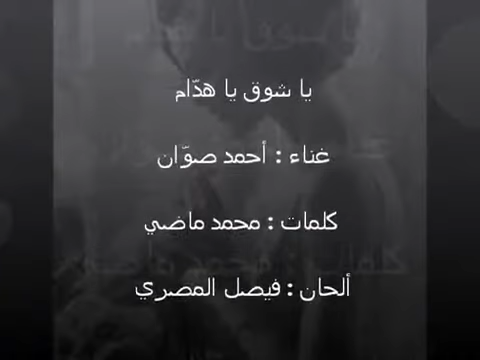 يا شوق يا هدّام
غناء : أحمد صوّان
كلمات : محمد ماضي
ألحان : فيصل المصري